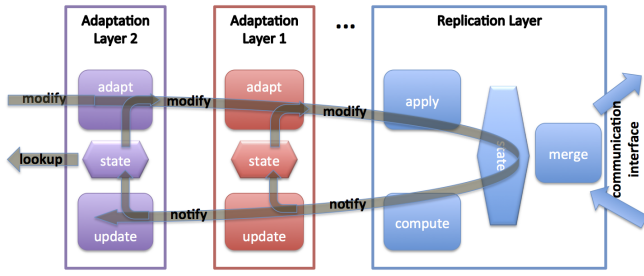 Adaptation
Layer 2
Adaptation
Layer 1
...
Replication Layer
adapt
adapt
apply
modify
modify
modify
lookup
state
state
state
merge
communication
interface
notify
notify
update
update
compute